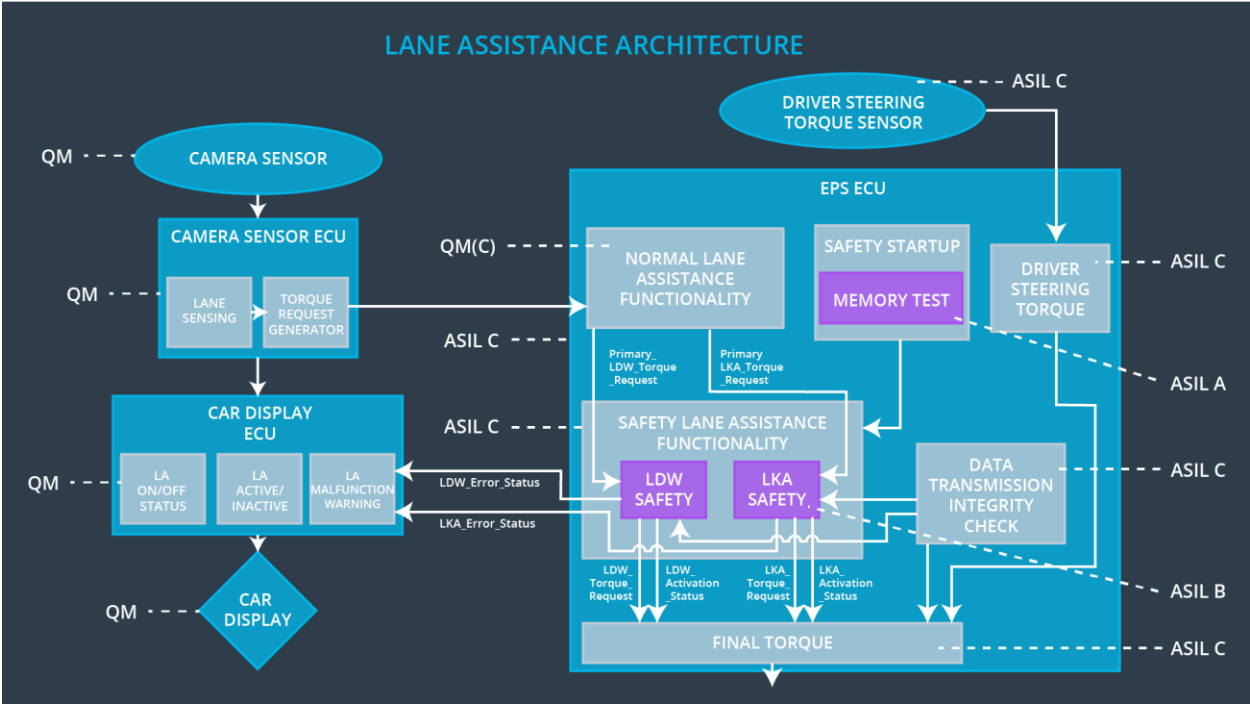 LANE ASSISTANCE ARCHITECTURE
ASIL C
DRIVER STEERING
TORQUE SENSOR
QM
CAMERA SENSOR
EPS ECU
CAMERA SENSOR ECU
QM(C)
NORMAL LANE
ASSISTANCE
FUNCTIONALITY
SAFETY STARTUP
MEMORY TEST
DRIVER
STEERING
TORQUE
ASIL C
QM
LANE
SENSING
TORQUE
REQUEST
GENERATOR
ASIL C
Primary_
LDW_Torque
_Request
Primary
LKA_Torque
_Request
ASIL A
CAR DISPLAY
ECU
ASIL C
SAFETY LANE ASSISTANCE
FUNCTIONALITY
QM
LA
ON/OFF
STATUS
LA
ACTIVE/
INACTIVE
LA
MALFUNCTION
WARNING
LDW_Error_Status
LKA_Error_Status
LDW
SAFETY
LKA
SAFETY
DATA
TRANSMISSION
INTEGRITY
CHECK
ASIL C
LDW_
Torque_
Request
LDW_
Activation
_Status
LKA_
Torque_
Request
LKA_
Activation
_Status
ASIL B
QM
CAR
DISPLAY
FINAL TORQUE
ASIL C